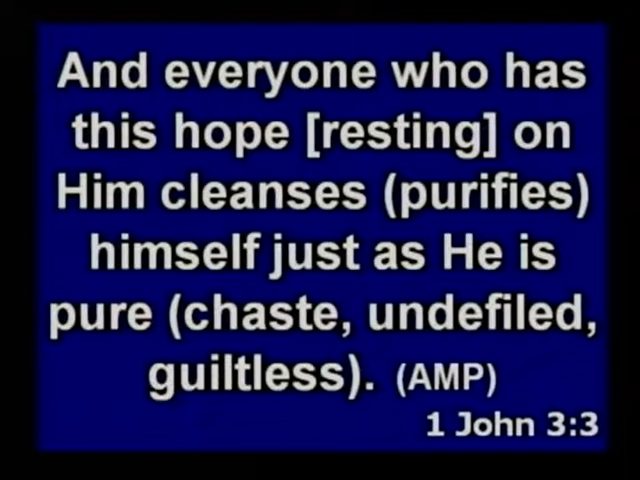 And everyone who has
this hope [resting] on
Him cleanses (purifies)
himself just as He is
pure (chaste, undefiled,
guiltless). (AMP)
1 John 3:3